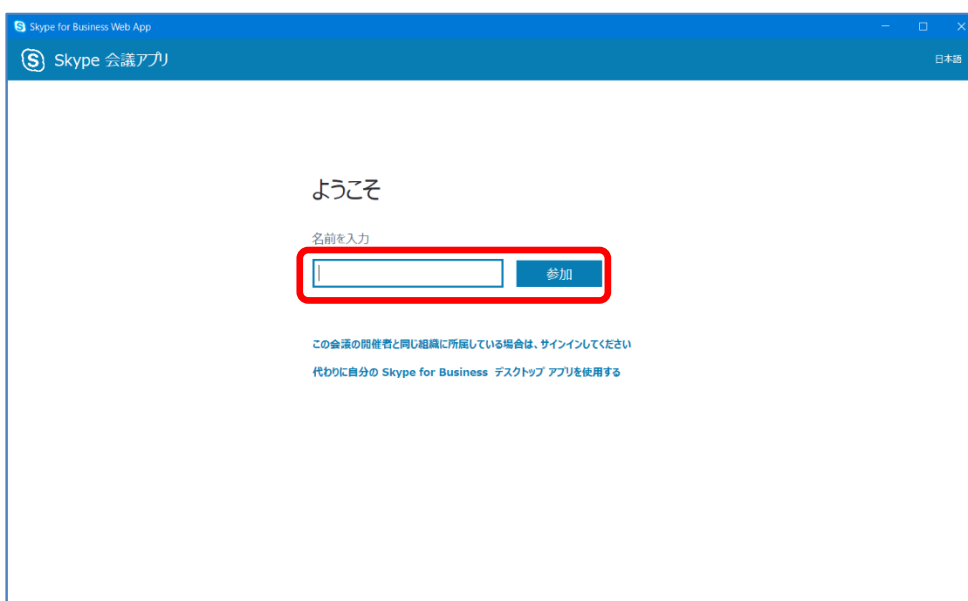 Skype for Business Web App
Skype 会議アプリ
日本語
ようこそ
名前を入力
参加
この会議の開催者と同じ組織に所属している場合は、サインインしてください
代わりに自分の Skype for Business デスクトップ アプリを使用する